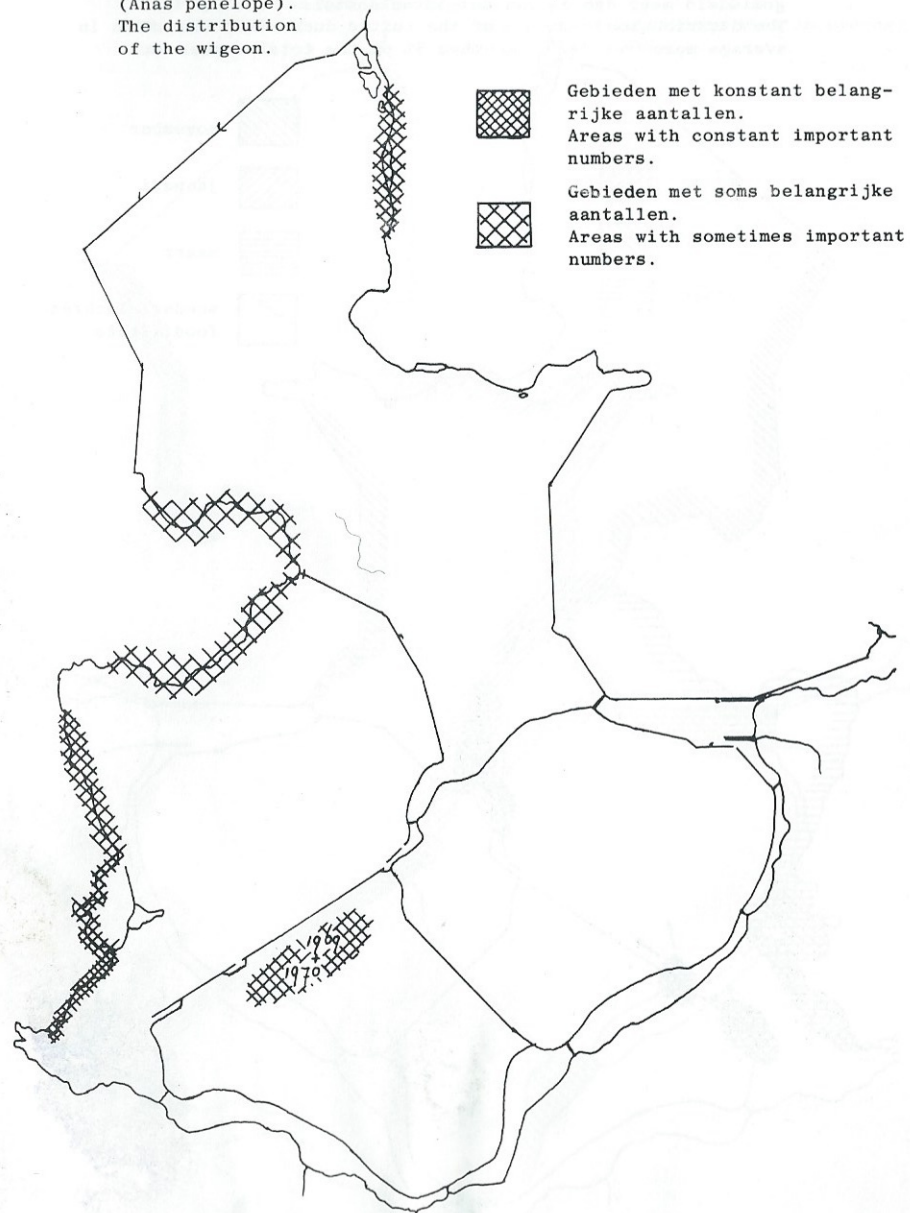 (Anas penelope).
The distribution
of the wigeon.
Gebieden met konstant belang-
rijke aantallen.
Areas with constant important
numbers.
Gebieden met soms belangrijke
aantallen.
Areas with sometimes important
numbers.
1969
+
1970